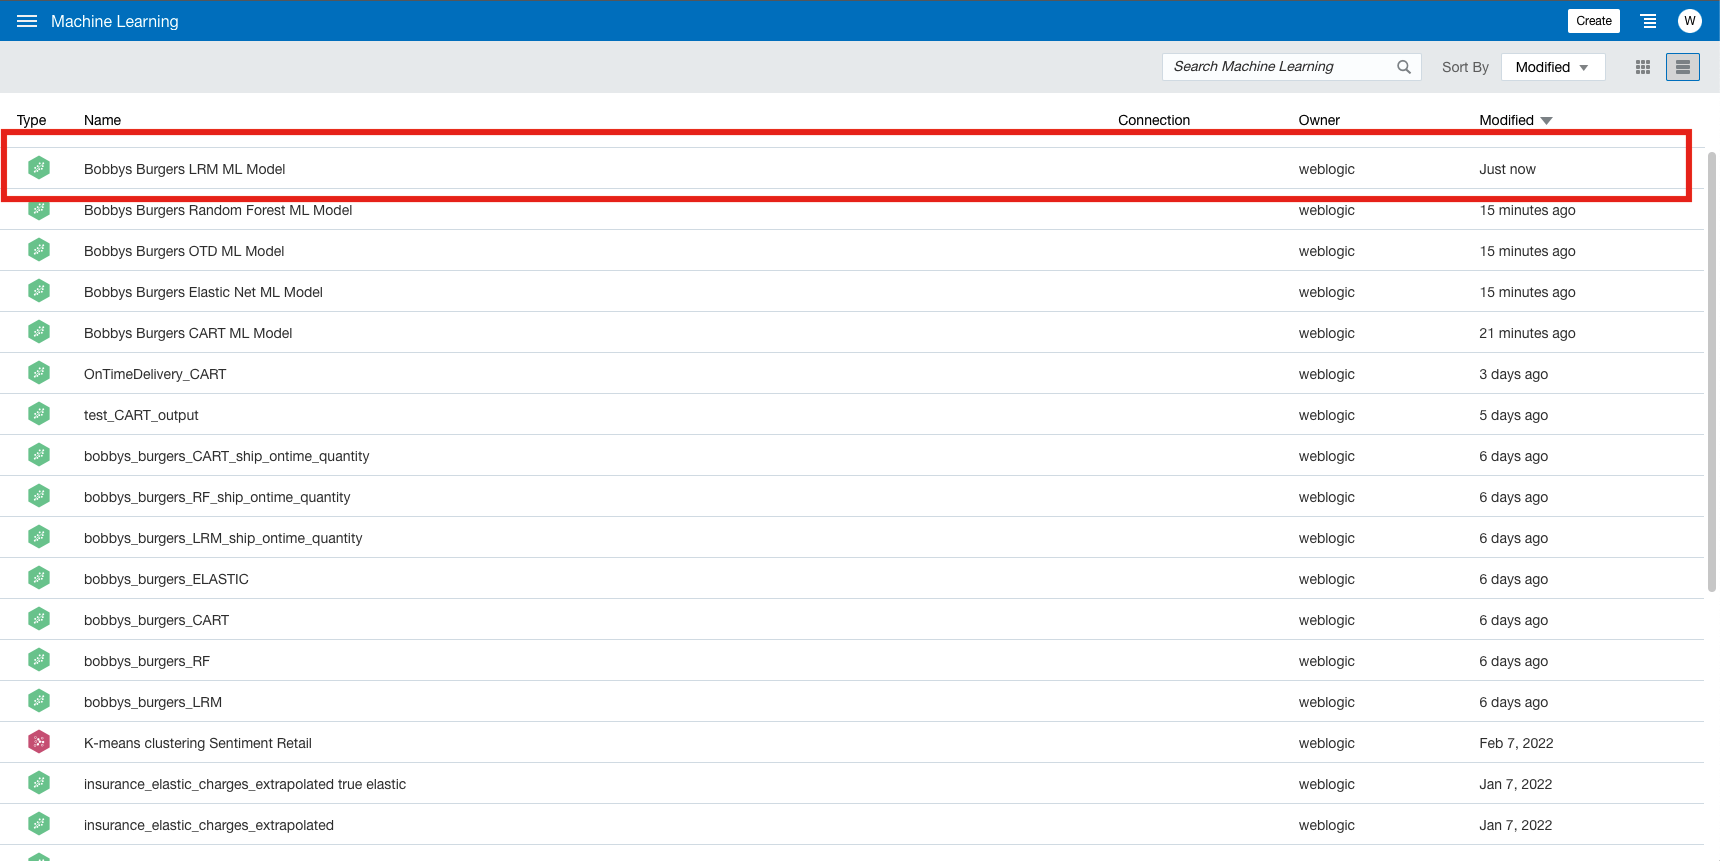 Machine Learning Create W
Search Machine Learning Sort By Modified
Type Name Connection Owner Modified
Bobbys Burgers LRM ML Model weblogic Just now
Bobbys Burgers Random Forest ML Model weblogic 15 minutes ago
Bobbys Burgers OTD ML Model weblogic 15 minutes ago
Bobbys Burgers Elastic Net ML Model weblogic 15 minutes ago
Bobbys Burgers CART ML Model weblogic 21 minutes ago
OnTimeDelivery_CART weblogic 3 days ago
test_CART_output weblogic 5 days ago
bobbys_burgers_CART_ship_ontime_quantity weblogic 6 days ago
bobbys_burgers_RF_ship_ontime_quantity weblogic 6 days ago
bobbys_burgers_LRM_ship_ontime_quantity weblogic 6 days ago
bobbys_burgers_ELASTIC weblogic 6 days ago
bobbys_burgers_CART weblogic 6 days ago
bobbys_burgers_RF weblogic 6 days ago
bobbys_burgers_LRM weblogic 6 days ago
K-means clustering Sentiment Retail weblogic Feb 7, 2022
insurance_elastic_charges_extrapolated true elastic weblogic Jan 7, 2022
insurance_elastic_charges_extrapolated weblogic Jan 7, 2022